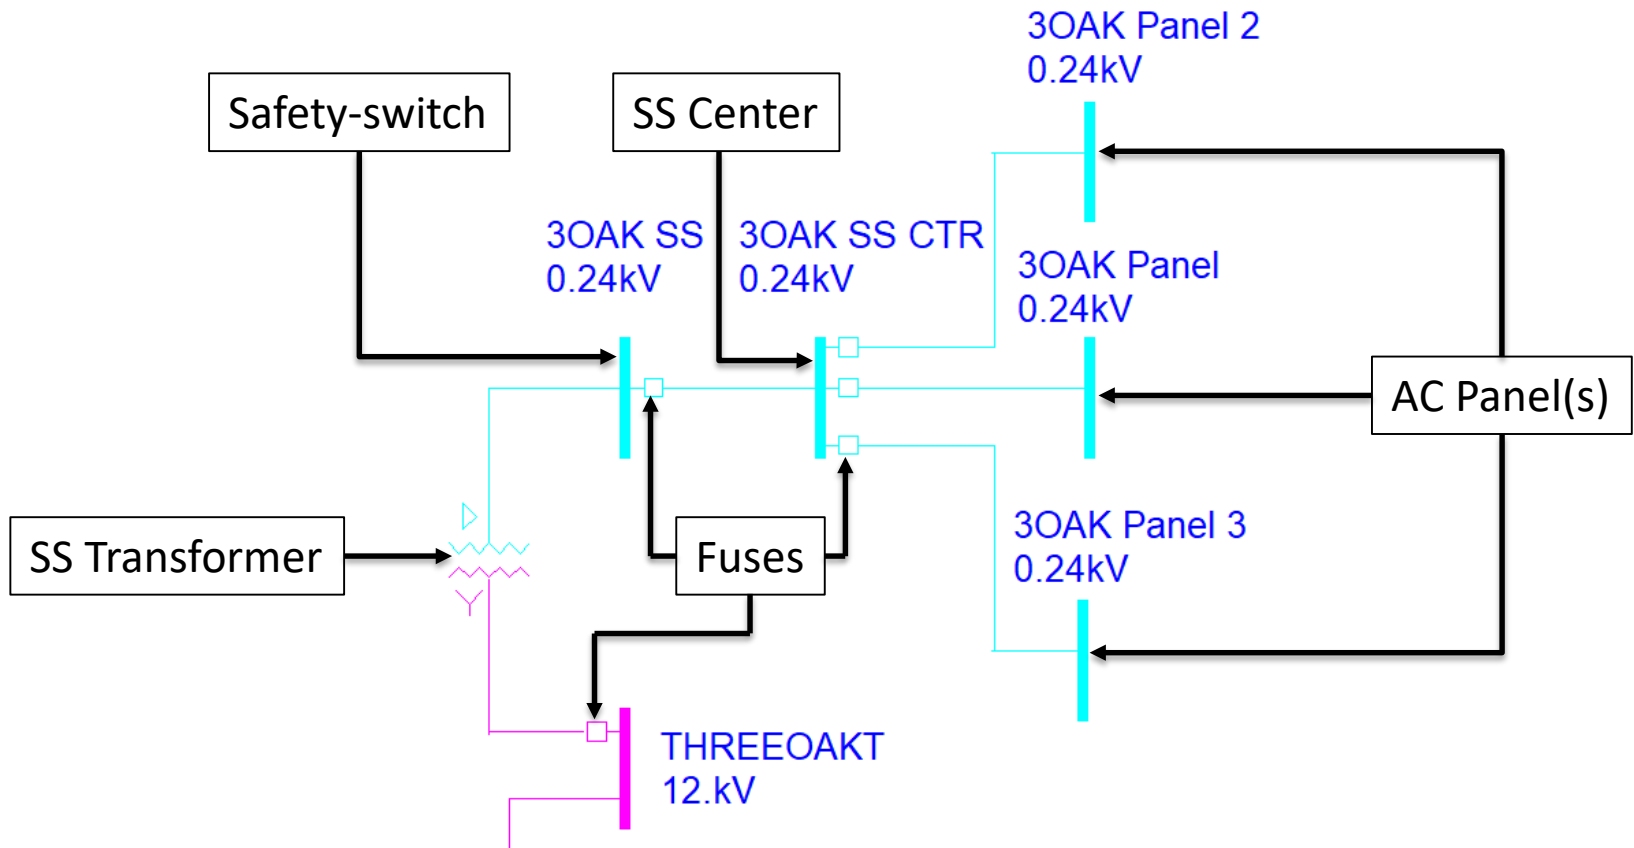 3OAK Panel 2
0.24kV
Safety-switch
SS Center
3OAK SS
0.24kV
3OAK SS CTR
0.24kV
3OAK Panel
0.24kV
AC Panel(s)
SS Transformer
Fuses
3OAK Panel 3
0.24kV
THREEOAKT
12.kV